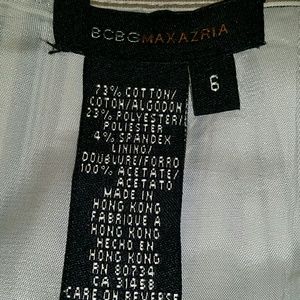 BCBGMAXAZRIA
6
73% COTTON/
COTON/ALGODON
23% POLYESTER/
POLIESTER
4% SPANDEX
LINING/
DOUBLURE/FORRO
100% ACETATE/
ACETATO
MADE IN
HONG KONG
FABRIQUE A
HONG KONG
HECHO EN
HONG KONG
RN 80734
CA 31458
CARE ON REVERSE